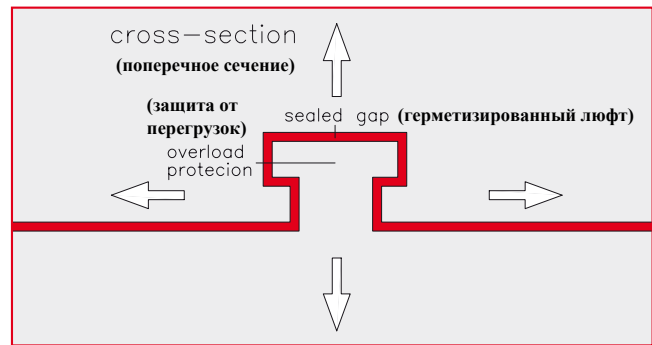 cross-section
(поперечное сечение)
(защита от
перегрузок)
sealed gap (герметизированный люфт)
overload
protecion